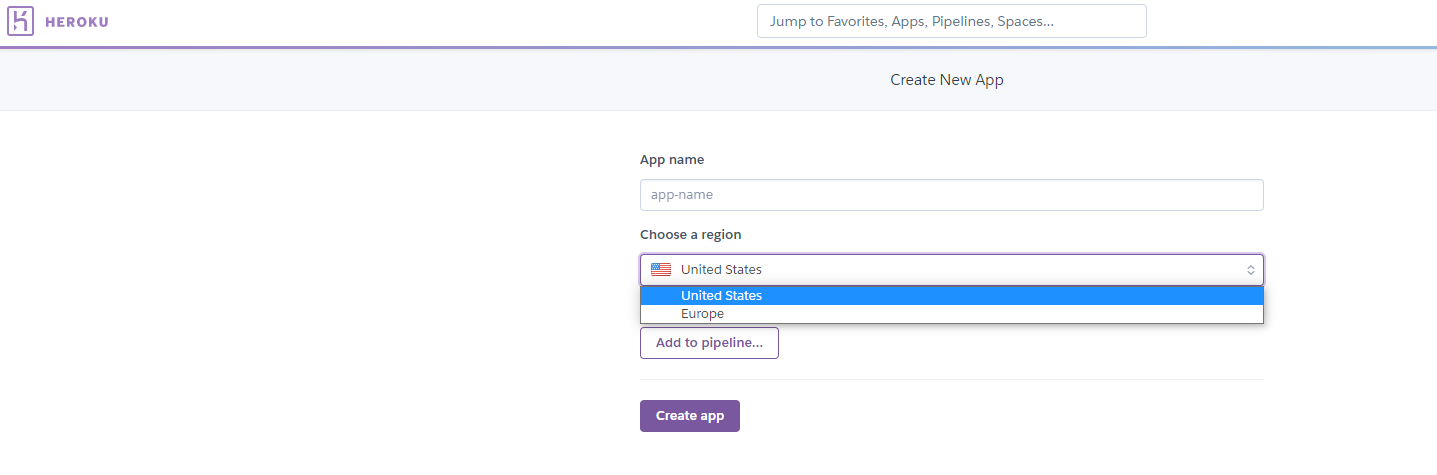 HEROKU
Jump to Favorites, Apps, Pipelines, Spaces...
Create New App
App name
app-name
Choose a region
United States
United States
Europe
Add to pipeline...
Create app